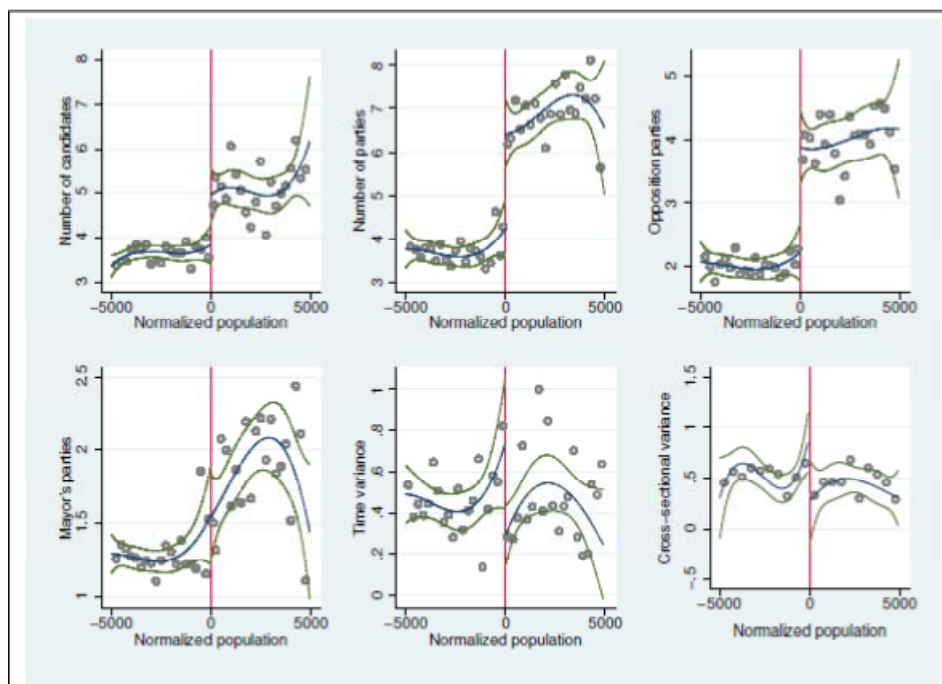 Number of candidates
8
7
6
5
4
3
−5000 0 5000
Normalized population
Number of parties
8
7
6
5
4
3
−5000 0 5000
Normalized population
Opposition parties
5
4
3
2
−5000 0 5000
Normalized population
Mayor's parties
2.5
2
1.5
1
−5000 0 5000
Normalized population
Time variance
1
.8
.6
.4
.2
0
−5000 0 5000
Normalized population
Cross−sectional variance
1.5
1
.5
0
−.5
−5000 0 5000
Normalized population